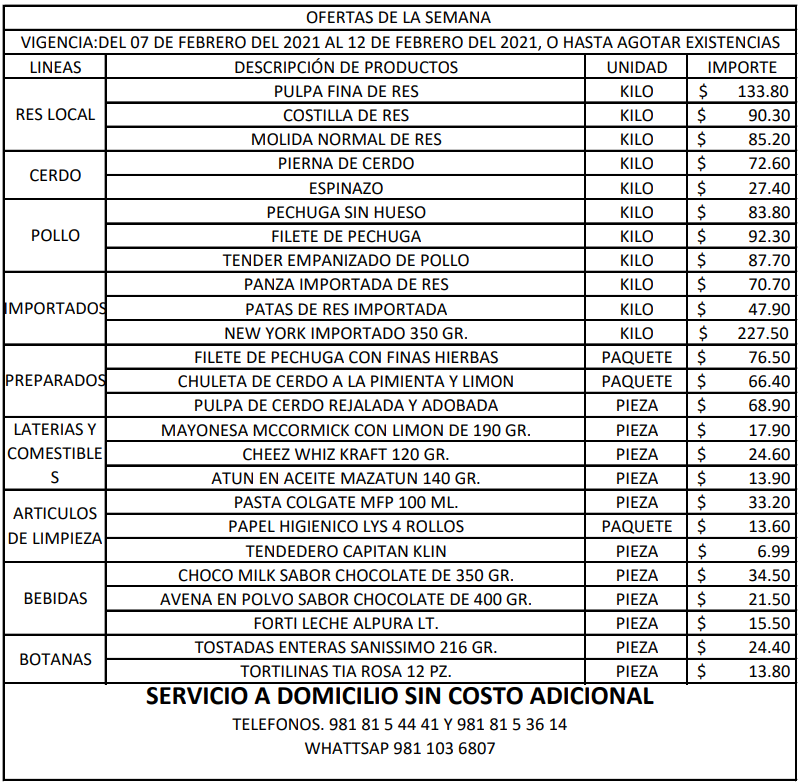 OFERTAS DE LA SEMANA
VIGENCIA:DEL 07 DE FEBRERO DEL 2021 AL 12 DE FEBRERO DEL 2021, O HASTA AGOTAR EXISTENCIAS
LINEAS DESCRIPCIÓN DE PRODUCTOS UNIDAD IMPORTE
RES LOCAL
PULPA FINA DE RES KILO $ 133.80
COSTILLA DE RES KILO $ 90.30
MOLIDA NORMAL DE RES KILO $ 85.20
CERDO
PIERNA DE CERDO KILO $ 72.60
ESPINAZO KILO $ 27.40
POLLO
PECHUGA SIN HUESO KILO $ 83.80
FILETE DE PECHUGA KILO $ 92.30
TENDER EMPANIZADO DE POLLO KILO $ 87.70
IMPORTADOS
PANZA IMPORTADA DE RES KILO $ 70.70
PATAS DE RES IMPORTADA KILO $ 47.90
NEW YORK IMPORTADO 350 GR. KILO $ 227.50
PREPARADOS
FILETE DE PECHUGA CON FINAS HIERBAS PAQUETE $ 76.50
CHULETA DE CERDO A LA PIMIENTA Y LIMON PAQUETE $ 66.40
PULPA DE CERDO REJALADA Y ADOBADA PIEZA $ 68.90
LATERIAS Y
COMESTIBLE
S
MAYONESA MCCORMICK CON LIMON DE 190 GR. PIEZA $ 17.90
CHEEZ WHIZ KRAFT 120 GR. PIEZA $ 24.60
ATUN EN ACEITE MAZATUN 140 GR. PIEZA $ 13.90
ARTICULOS
DE LIMPIEZA
PASTA COLGATE MFP 100 ML. PIEZA $ 33.20
PAPEL HIGIENICO LYS 4 ROLLOS PAQUETE $ 13.60
TENDEDERO CAPITAN KLIN PIEZA $ 6.99
BEBIDAS
CHOCO MILK SABOR CHOCOLATE DE 350 GR. PIEZA $ 34.50
AVENA EN POLVO SABOR CHOCOLATE DE 400 GR. PIEZA $ 21.50
FORTI LECHE ALPURA LT. PIEZA $ 15.50
BOTANAS
TOSTADAS ENTERAS SANISSIMO 216 GR. PIEZA $ 24.40
TORTILINAS TIA ROSA 12 PZ. PIEZA $ 13.80
SERVICIO A DOMICILIO SIN COSTO ADICIONAL
TELEFONOS. 981 81 5 44 41 Y 981 81 5 36 14
WHATTSAP 981 103 6807